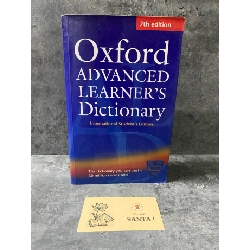 7th edition
Oxford
ADVANCED
LEARNER'S
Dictionary
International Student's Edition
SANTA